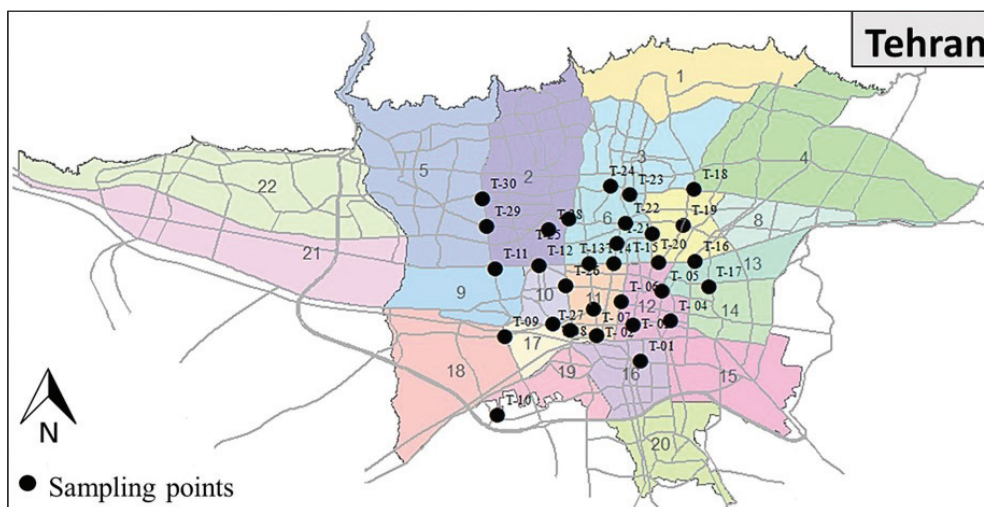 Tehran
1
3
4
5
2
22
T-24
T-18
T-30
T-23
T-22
T-19
6
8
T-29
T-20
21
T-12
T-13
T-15
T-16
13
T-11
T-17
T- 05
9
10
T- 06
T- 04
11
12
14
T-09
T-27
T- 07
T- 02
17
T-01
18
19
16
15
T-10
20
N
Sampling points